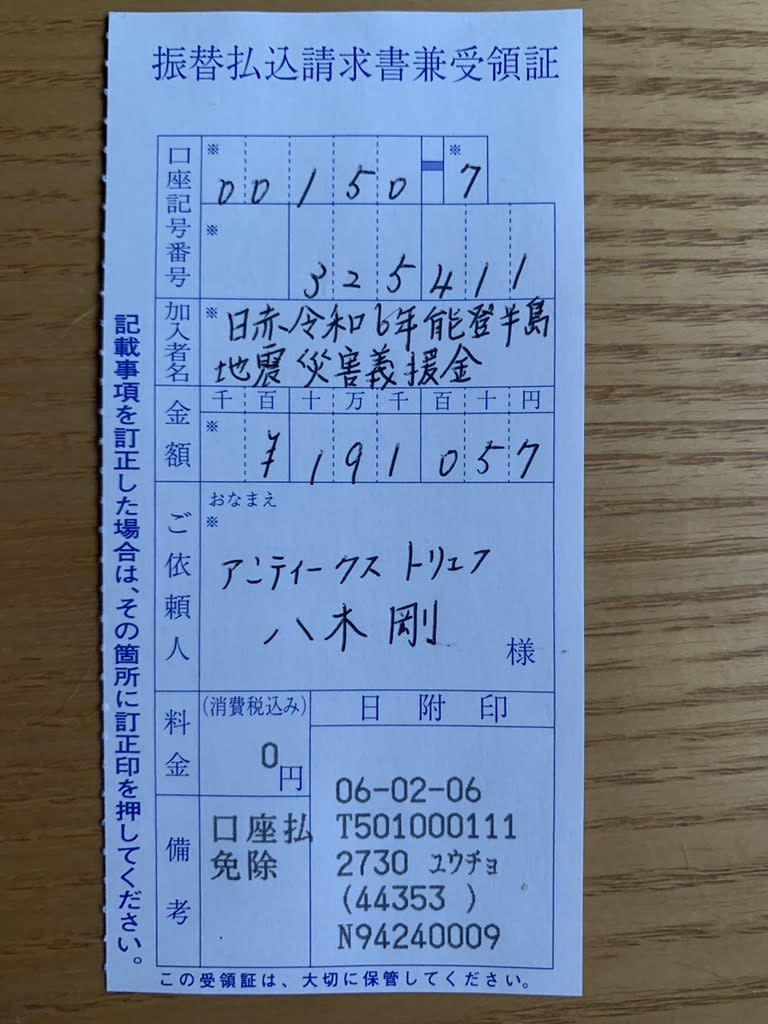 振替払込請求書兼受領証
口座記号番号
※ 00150-※7
※ 325411
加入者名
※ 日赤令和6年能登半島
地震災害義援金
金額
千百十万千百十円
※ ¥191057
ご依頼人
おなまえ
※
アンティークス トリエフ
八木剛
様
料金
(消費税込み)
0円
日附印
06-02-06
T501000111
2730 ユウチョ
(44353 )
N94240009
備考
口座払
免除
記載事項を訂正した場合は、その箇所に訂正印を押してください。
この受領証は、大切に保管してください。